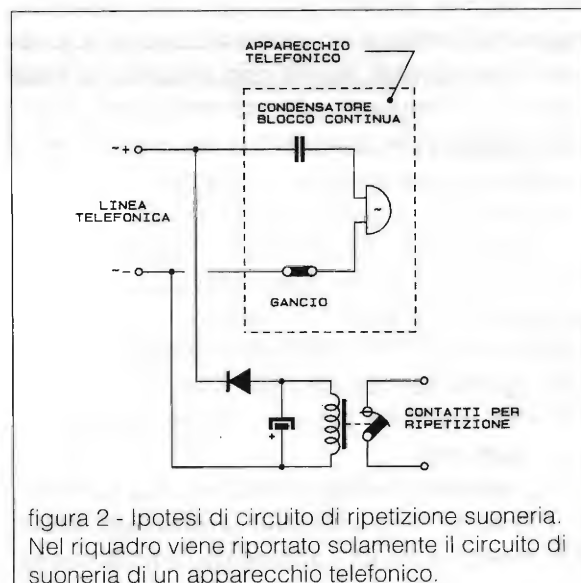 APPARECCHIO
TELEFONICO
CONDENSATORE
BLOCCO CONTINUA
~+
LINEA
TELEFONICA
~
~-
GANCIO
+
CONTATTI PER
RIPETIZIONE
figura 2 - Ipotesi di circuito di ripetizione suoneria.
Nel riquadro viene riportato solamente il circuito di
suoneria di un apparecchio telefonico.